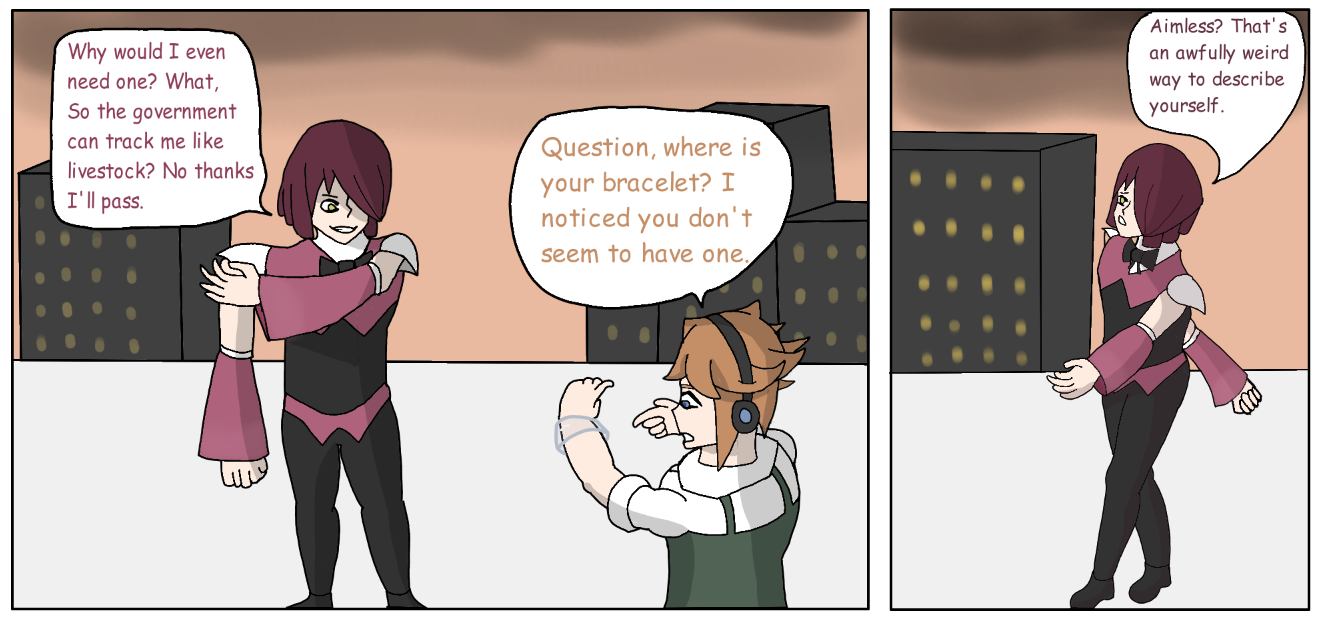 Why would I even
need one? What,
So the government
can track me like
livestock? No thanks
I'll pass.
Question, where is
your bracelet? I
noticed you don't
seem to have one.
Aimless? That's
an awfully weird
way to describe
yourself.